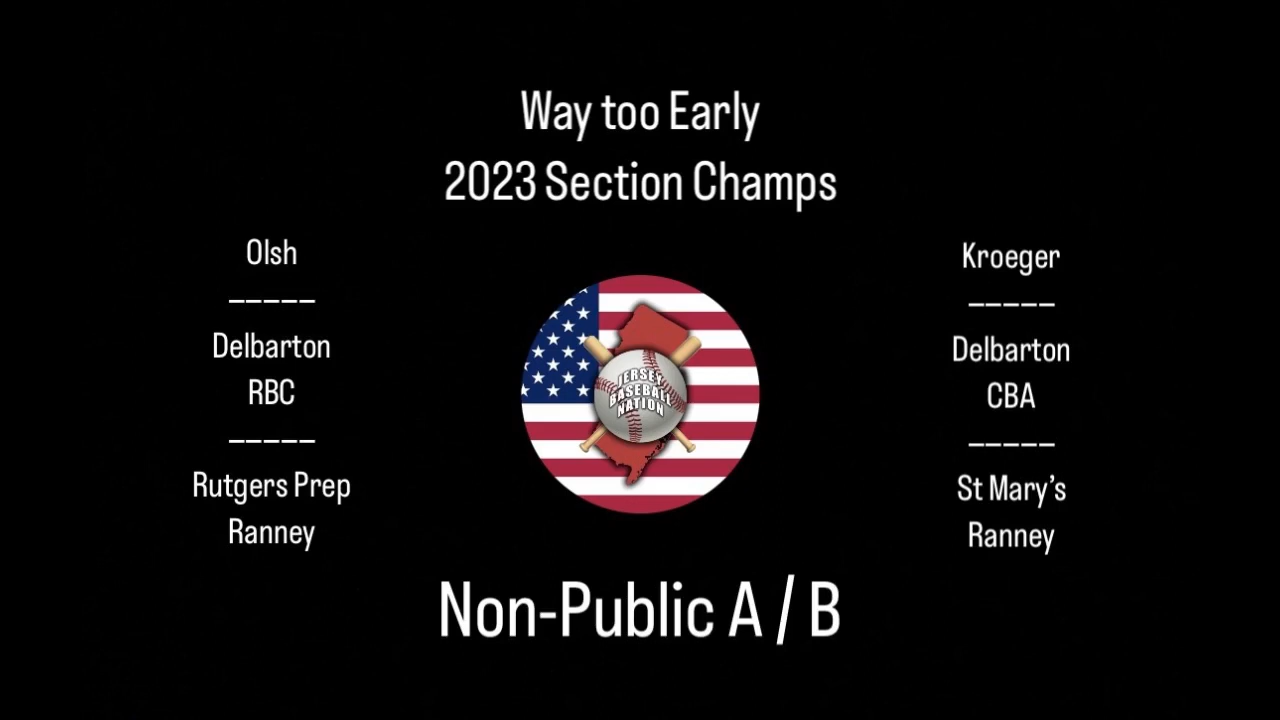 Way too Early
2023 Section Champs
Olsh
-----
Delbarton
RBC
-----
Rutgers Prep
Ranney
Kroeger
-----
Delbarton
CBA
-----
St Mary's
Ranney
JERSEY
BASEBALL
NATION
Non-Public A / B